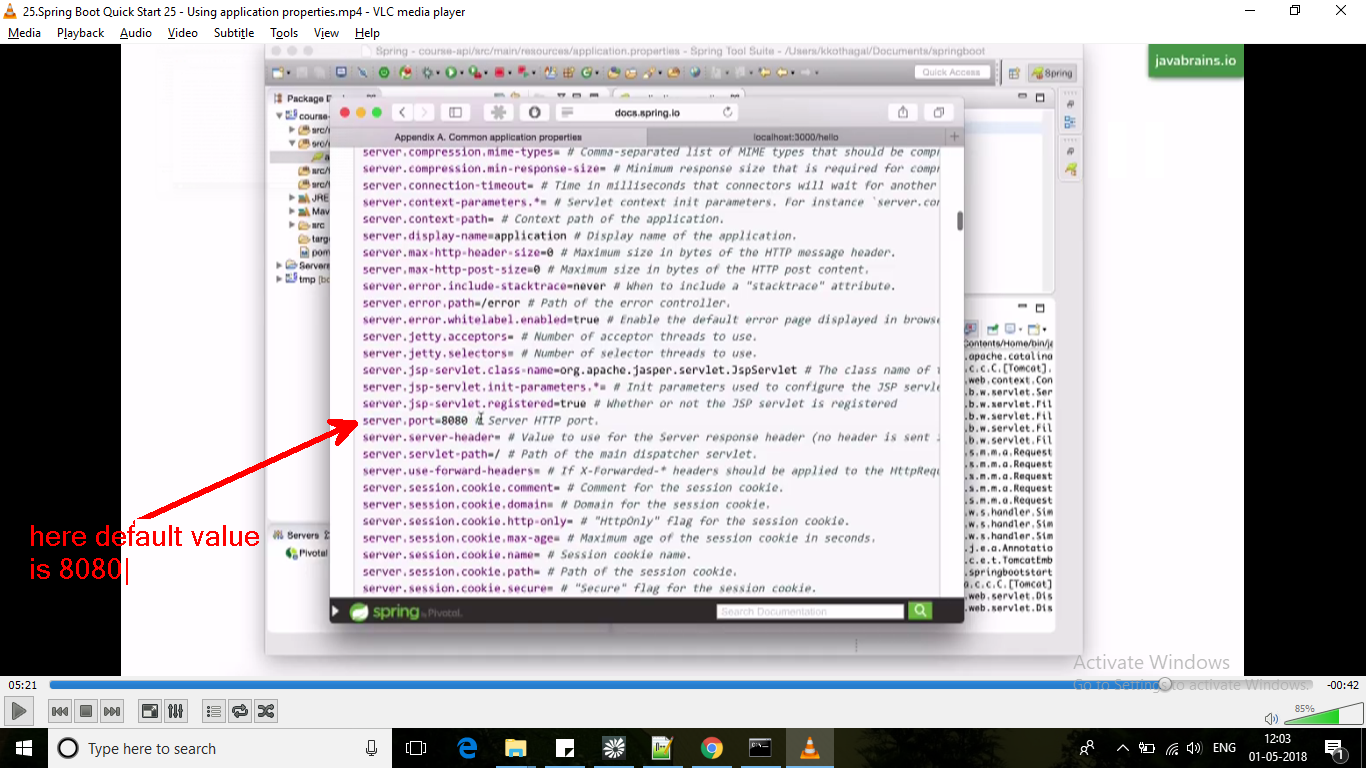 25.Spring Boot Quick Start 25 - Using application properties.mp4 - VLC media player
Media Playback Audio Video Subtitle Tools View Help
Spring - course-api/src/main/resources/application.properties - Spring Tool Suite - /Users/kkothagal/Documents/springboot
javabrains.io
Quick Access
Spring
Package
docs.spring.io
Appendix A. Common application properties
localhost:3000/hello
course-
src/
src/
src/
src/
JRE
Mav
src
targe
pom
Servers
tmp
server.compression.mime-types= # Comma-separated list of MIME types that should be compr
server.compression.min-response-size= # Minimum response size that is required for compr
server.connection-timeout= # Time in milliseconds that connectors will wait for another
server.context-parameters.*= # Servlet context init parameters. For instance `server.con
server.context-path= # Context path of the application.
server.display-name=application # Display name of the application.
server.max-http-header-size=0 # Maximum size in bytes of the HTTP message header.
server.max-http-post-size=0 # Maximum size in bytes of the HTTP post content.
server.error.include-stacktrace=never # When to include a "stacktrace" attribute.
server.error.path=/error # Path of the error controller.
server.error.whitelabel.enabled=true # Enable the default error page displayed in browse
server.jetty.acceptors= # Number of acceptor threads to use.
server.jetty.selectors= # Number of selector threads to use.
server.jsp-servlet.class-name=org.apache.jasper.servlet.JspServlet # The class name of
server.jsp-servlet.init-parameters.*= # Init parameters used to configure the JSP servle
server.jsp-servlet.registered=true # Whether or not the JSP servlet is registered
server.port=8080 # Server HTTP port.
server.server-header= # Value to use for the Server response header (no header is sent
server.servlet-path=/ # Path of the main dispatcher servlet.
server.use-forward-headers= # If X-Forwarded-* headers should be applied to the HttpRequ
server.session.cookie.comment= # Comment for the session cookie.
server.session.cookie.domain= # Domain for the session cookie.
server.session.cookie.http-only= # "HttpOnly" flag for the session cookie.
server.session.cookie.max-age= # Maximum age of the session cookie in seconds.
server.session.cookie.name= # Session cookie name.
server.session.cookie.path= # Path of the session cookie.
server.session.cookie.secure= # "Secure" flag for the session cookie.
spring by Pivotal.
Search Documentation
Contents/Home/bin/ja
.apache.catalina
.c.c.C.[Tomcat].
.web.context.Con
.b.w.servlet.Ser
.b.w.servlet.Fil
.b.w.servlet.Fil
.b.w.servlet.Fil
.b.w.servlet.Fil
.s.m.m.a.Request
.s.m.m.a.Request
.s.m.m.a.Request
.s.m.m.a.Request
.w.s.handler.Sim
.w.s.handler.Sim
.w.s.handler.Sim
.j.e.a.Annotatio
.c.e.t.TomcatEmb
.springbootstart
.c.c.C.[Tomcat]
.web.servlet.Dis
.web.servlet.Dis
here default value
is 8080
Servers
Pivotal
Activate Windows
Go to Settings to activate Windows.
05:21
-00:42
85%
Type here to search
ENG
12:03
01-05-2018
1